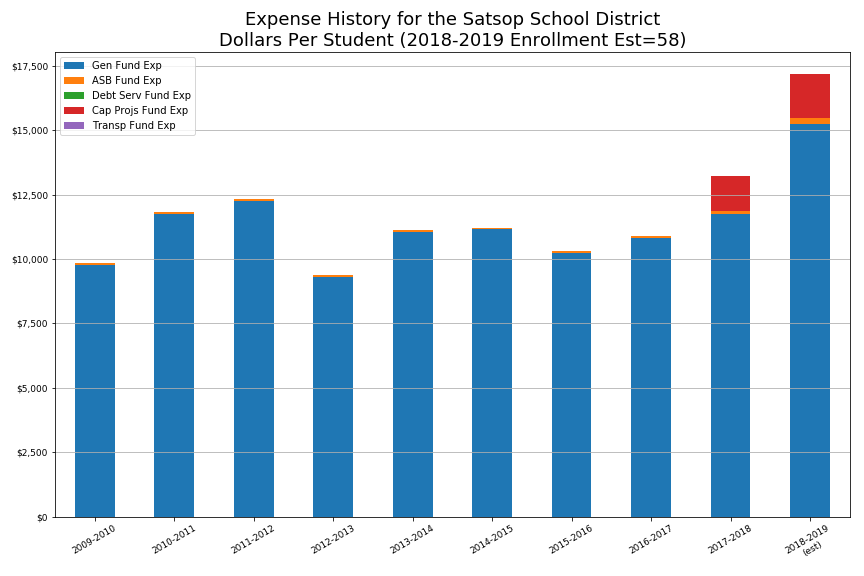 Expense History for the Satsop School District
Dollars Per Student (2018-2019 Enrollment Est=58)
Gen Fund Exp
ASB Fund Exp
Debt Serv Fund Exp
Cap Projs Fund Exp
Transp Fund Exp
$17,500
$15,000
$12,500
$10,000
$7,500
$5,000
$2,500
$0
2009-2010
2010-2011
2011-2012
2012-2013
2013-2014
2014-2015
2015-2016
2016-2017
2017-2018
2018-2019
(est)